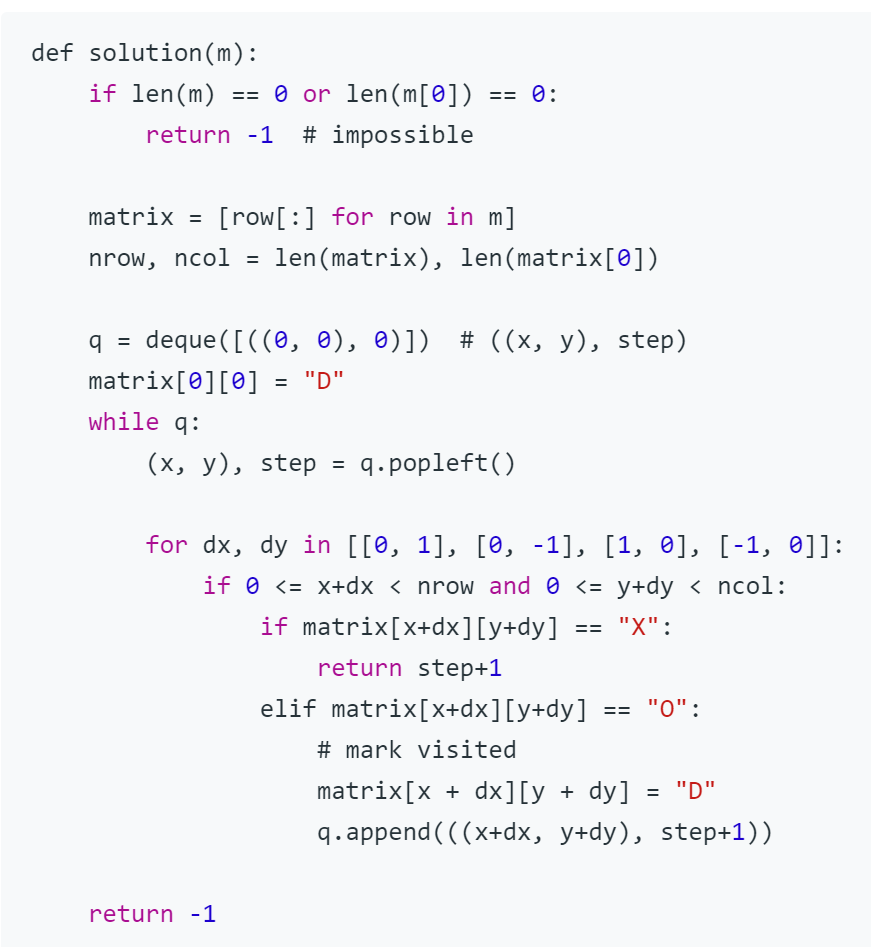 def solution(m):
    if len(m) == 0 or len(m[0]) == 0:
        return -1  # impossible

    matrix = [row[:] for row in m]
    nrow, ncol = len(matrix), len(matrix[0])

    q = deque([((0, 0), 0)])  # ((x, y), step)
    matrix[0][0] = "D"
    while q:
        (x, y), step = q.popleft()

        for dx, dy in [[0, 1], [0, -1], [1, 0], [-1, 0]]:
            if 0 <= x+dx < nrow and 0 <= y+dy < ncol:
                if matrix[x+dx][y+dy] == "X":
                    return step+1
                elif matrix[x+dx][y+dy] == "O":
                    # mark visited
                    matrix[x + dx][y + dy] = "D"
                    q.append(((x+dx, y+dy), step+1))

    return -1